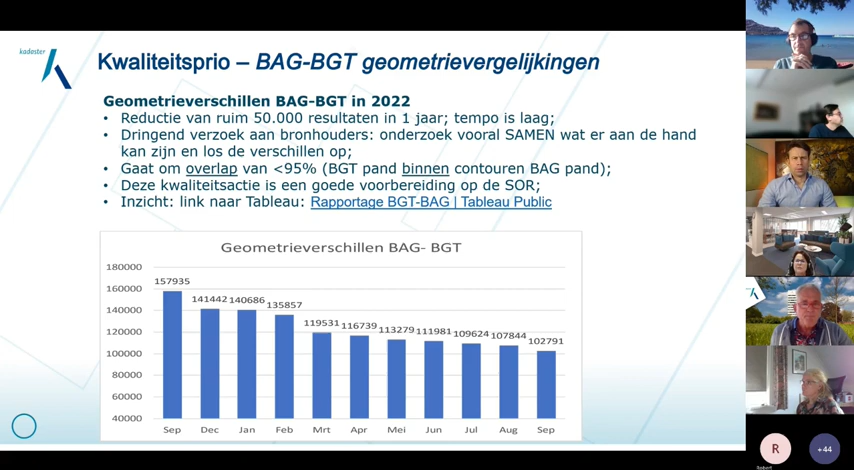 kadaster
Kwaliteitsprio – BAG-BGT geometrievergelijkingen
Geometrieverschillen BAG-BGT in 2022
• Reductie van ruim 50.000 resultaten in 1 jaar; tempo is laag;
• Dringend verzoek aan bronhouders: onderzoek vooral SAMEN wat er aan de hand
kan zijn en los de verschillen op;
• Gaat om overlap van <95% (BGT pand binnen contouren BAG pand);
• Deze kwaliteitsactie is een goede voorbereiding op de SOR;
• Inzicht: link naar Tableau: Rapportage BGT-BAG | Tableau Public
Geometrieverschillen BAG- BGT
180000
160000
140000
120000
100000
80000
60000
40000
157935
141442
140686
135857
119531
116739
113279
111981
109624
107844
102791
Sep
Dec
Jan
Feb
Mrt
Apr
Mei
Jun
Jul
Aug
Sep
R
+44
Robert